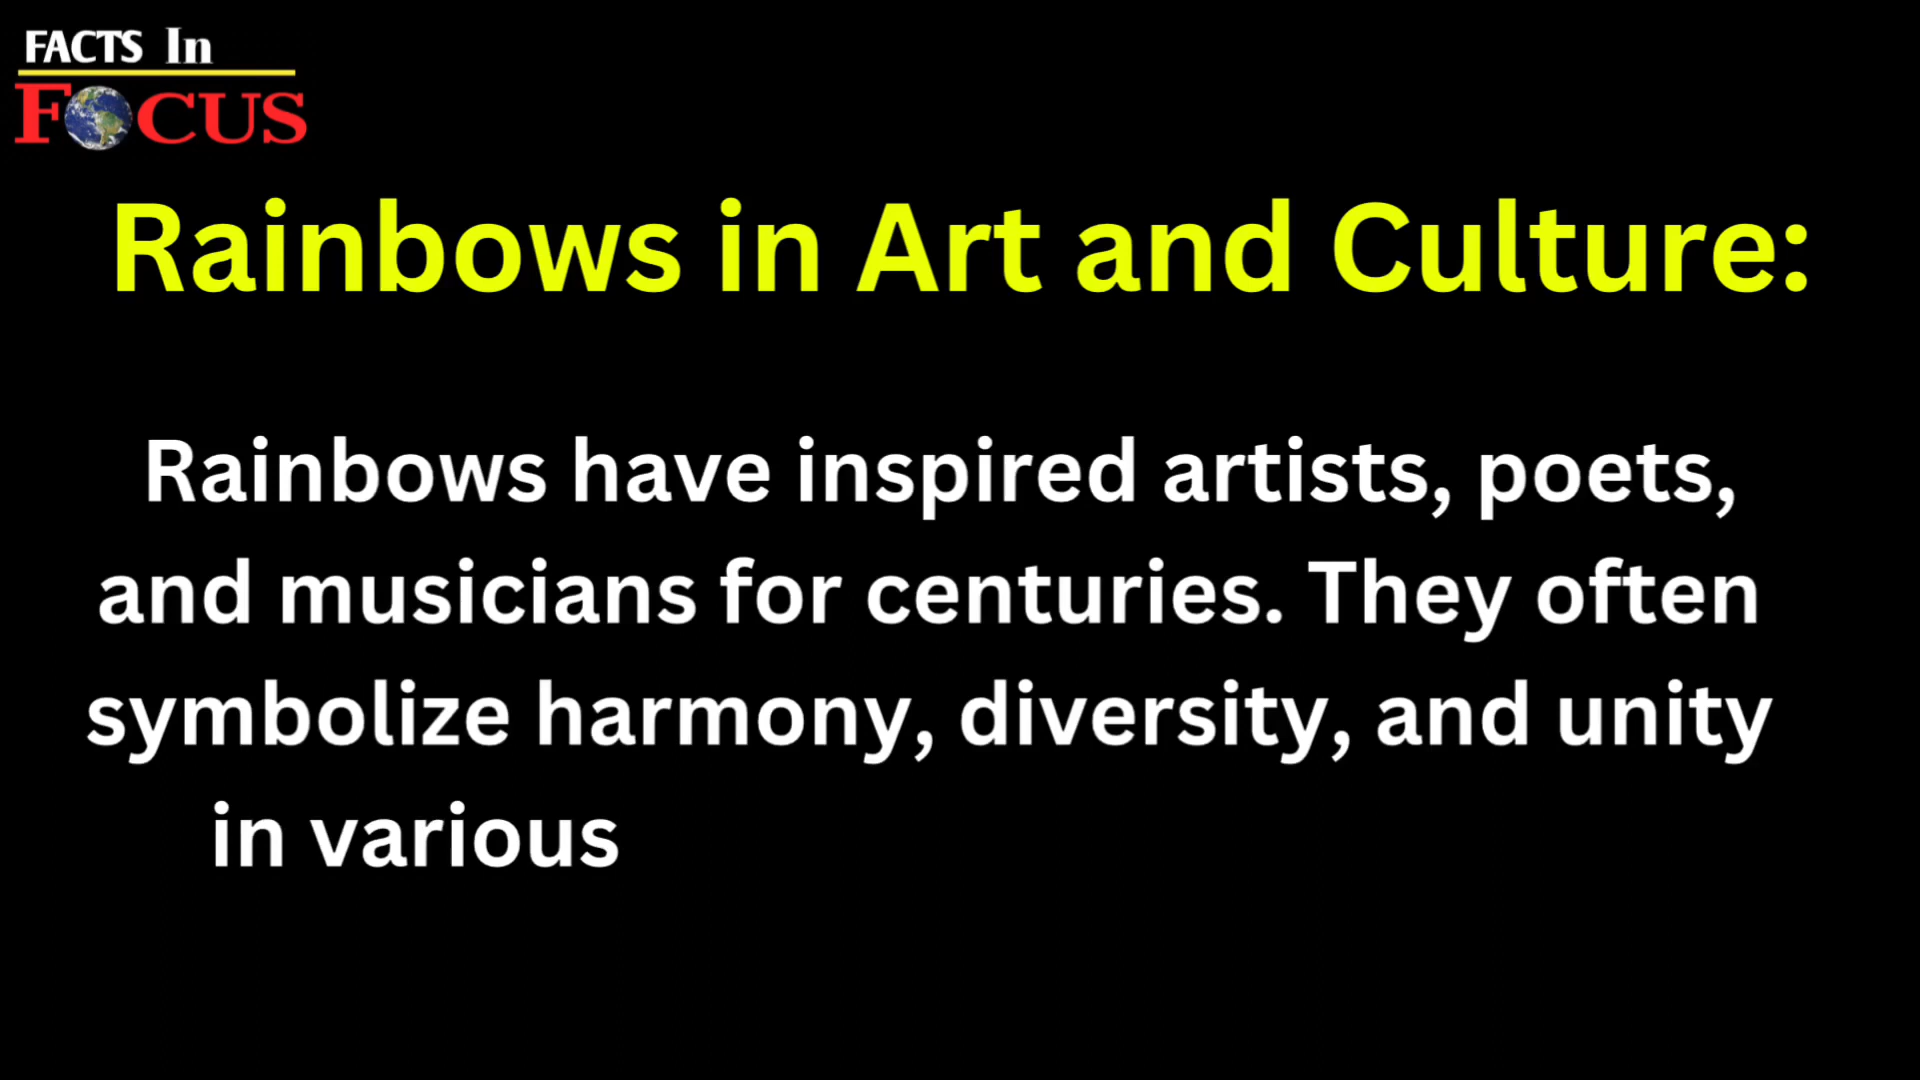 FACTS In
FOCUS
Rainbows in Art and Culture:
Rainbows have inspired artists, poets,
and musicians for centuries. They often
symbolize harmony, diversity, and unity
in various